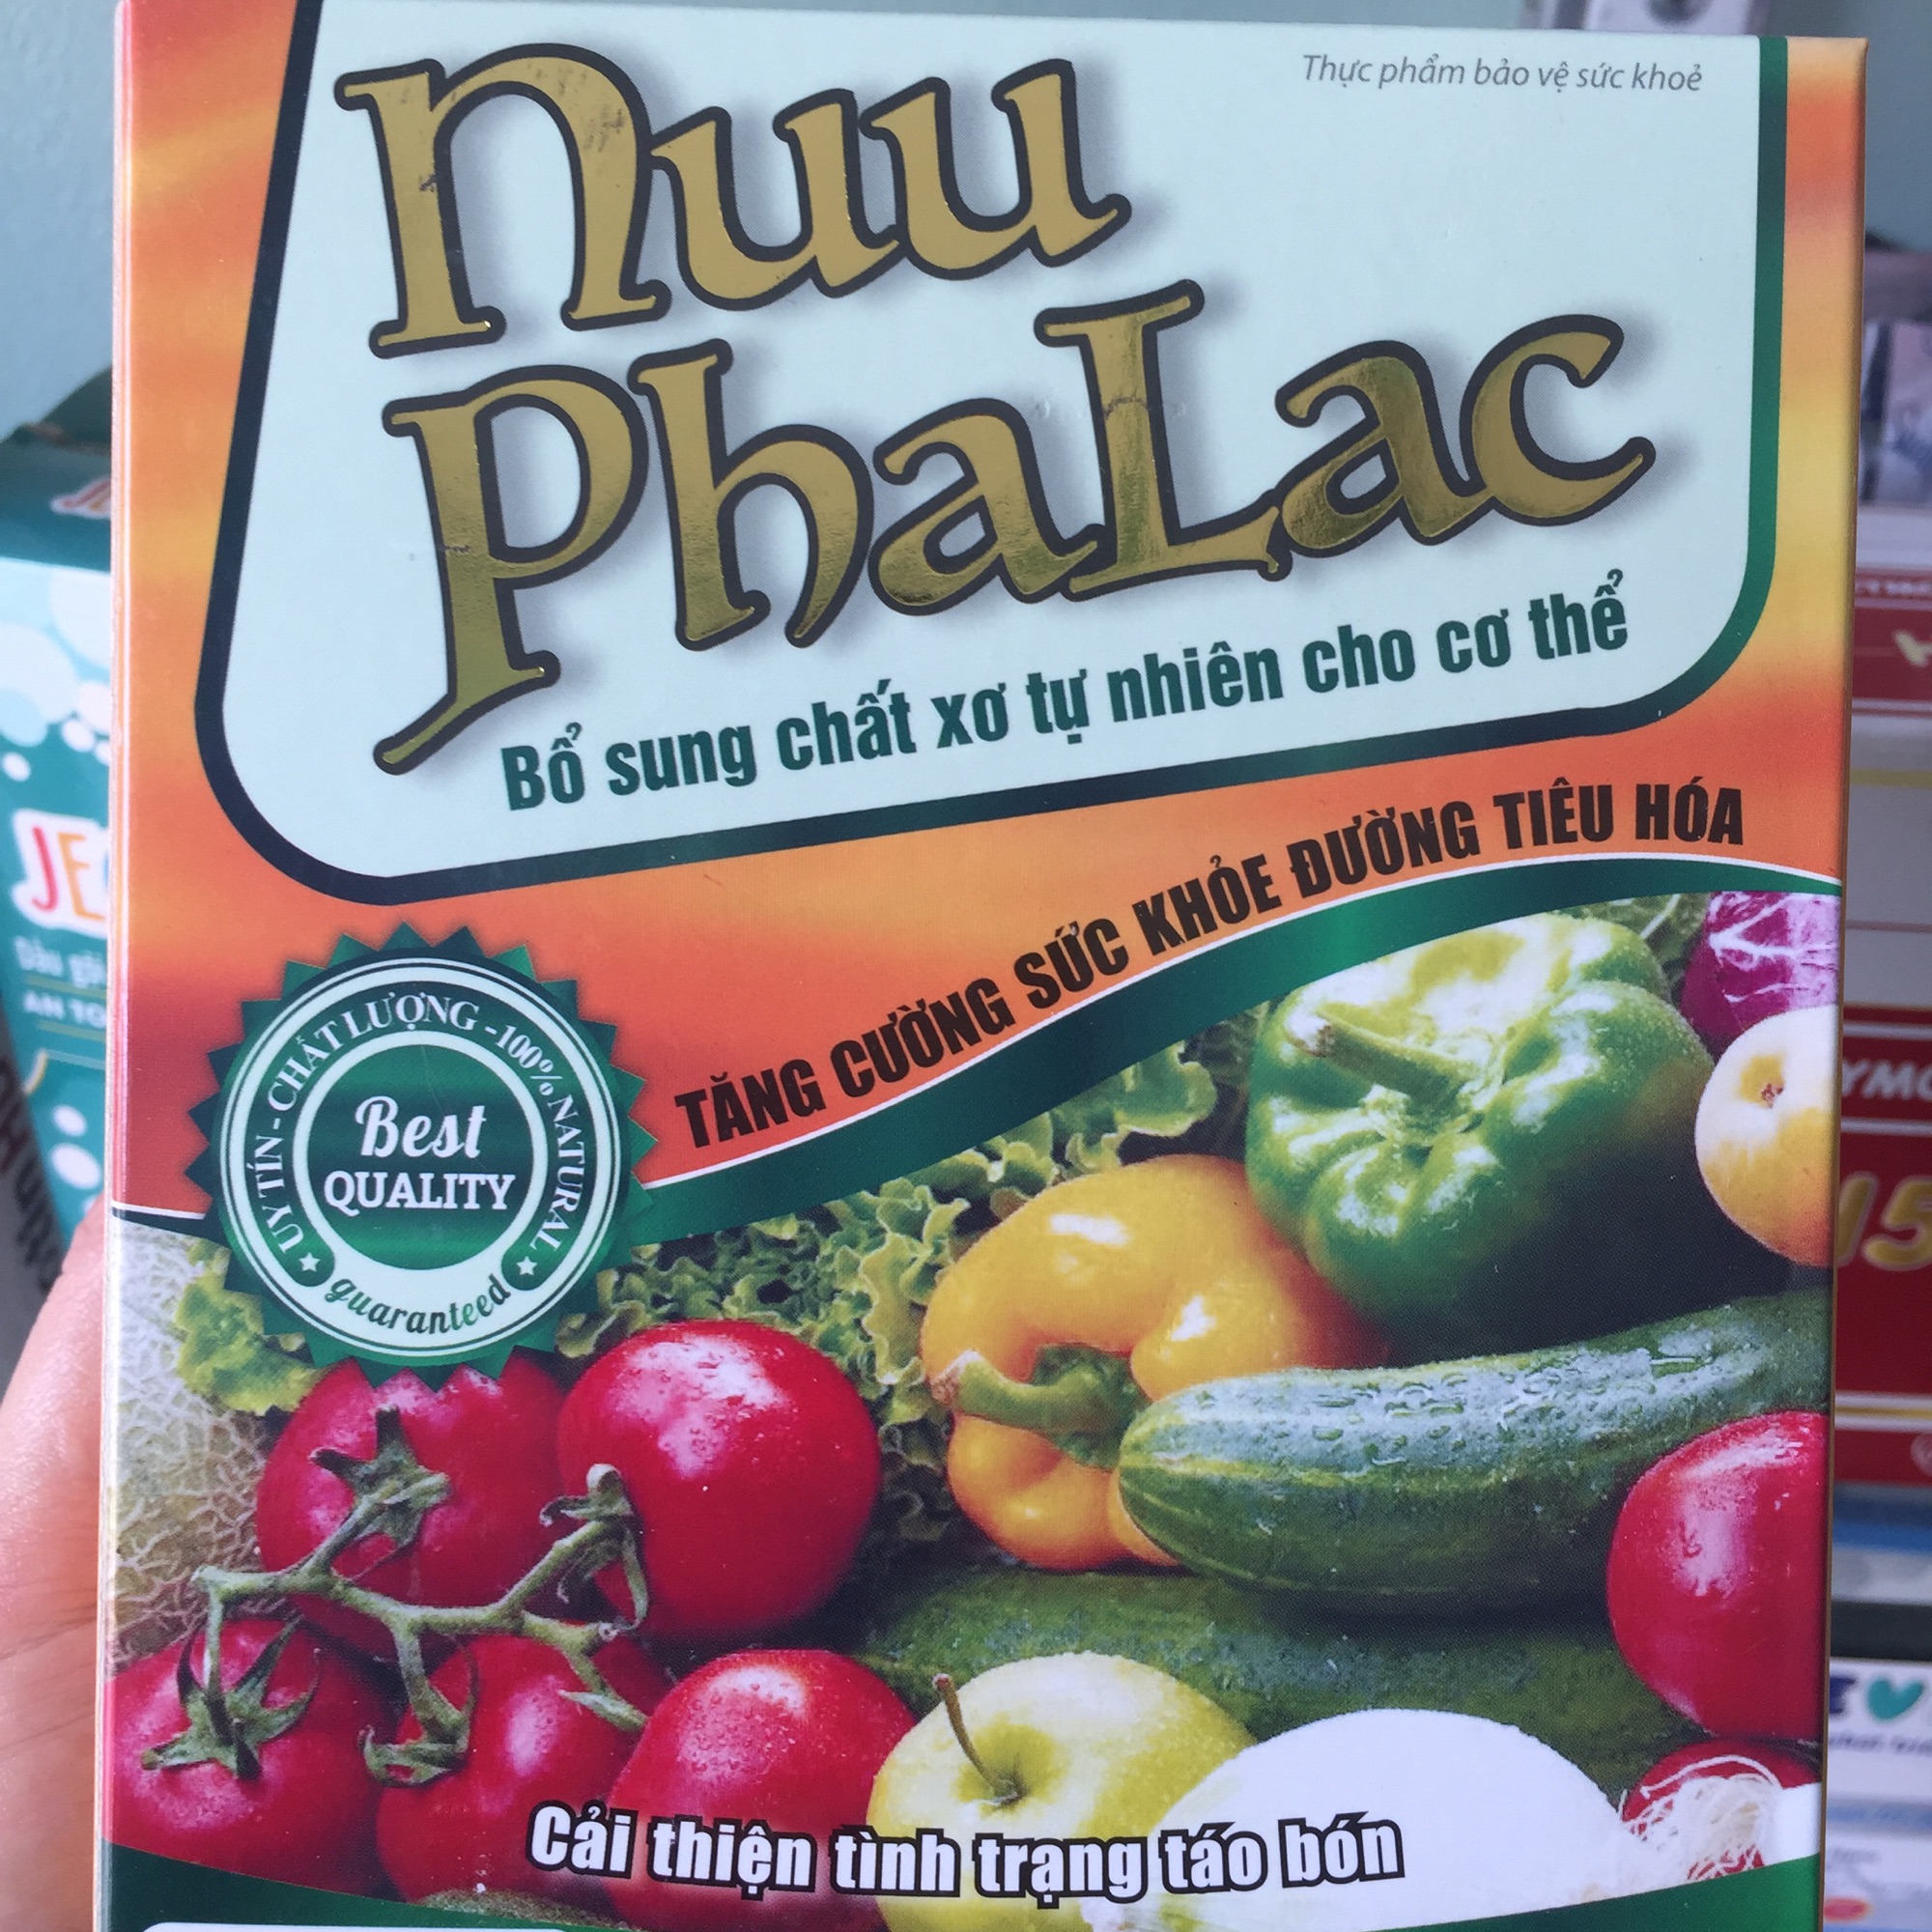 Thực phẩm bảo vệ sức khoẻ
nuu
PhaLac
Bổ sung chất xơ tự nhiên cho cơ thể
TĂNG CƯỜNG SỨC KHỎE ĐƯỜNG TIÊU HÓA
UY TÍN - CHẤT LƯỢNG - 100% NATURAL
Best
QUALITY
guaranteed
Cải thiện tình trạng táo bón